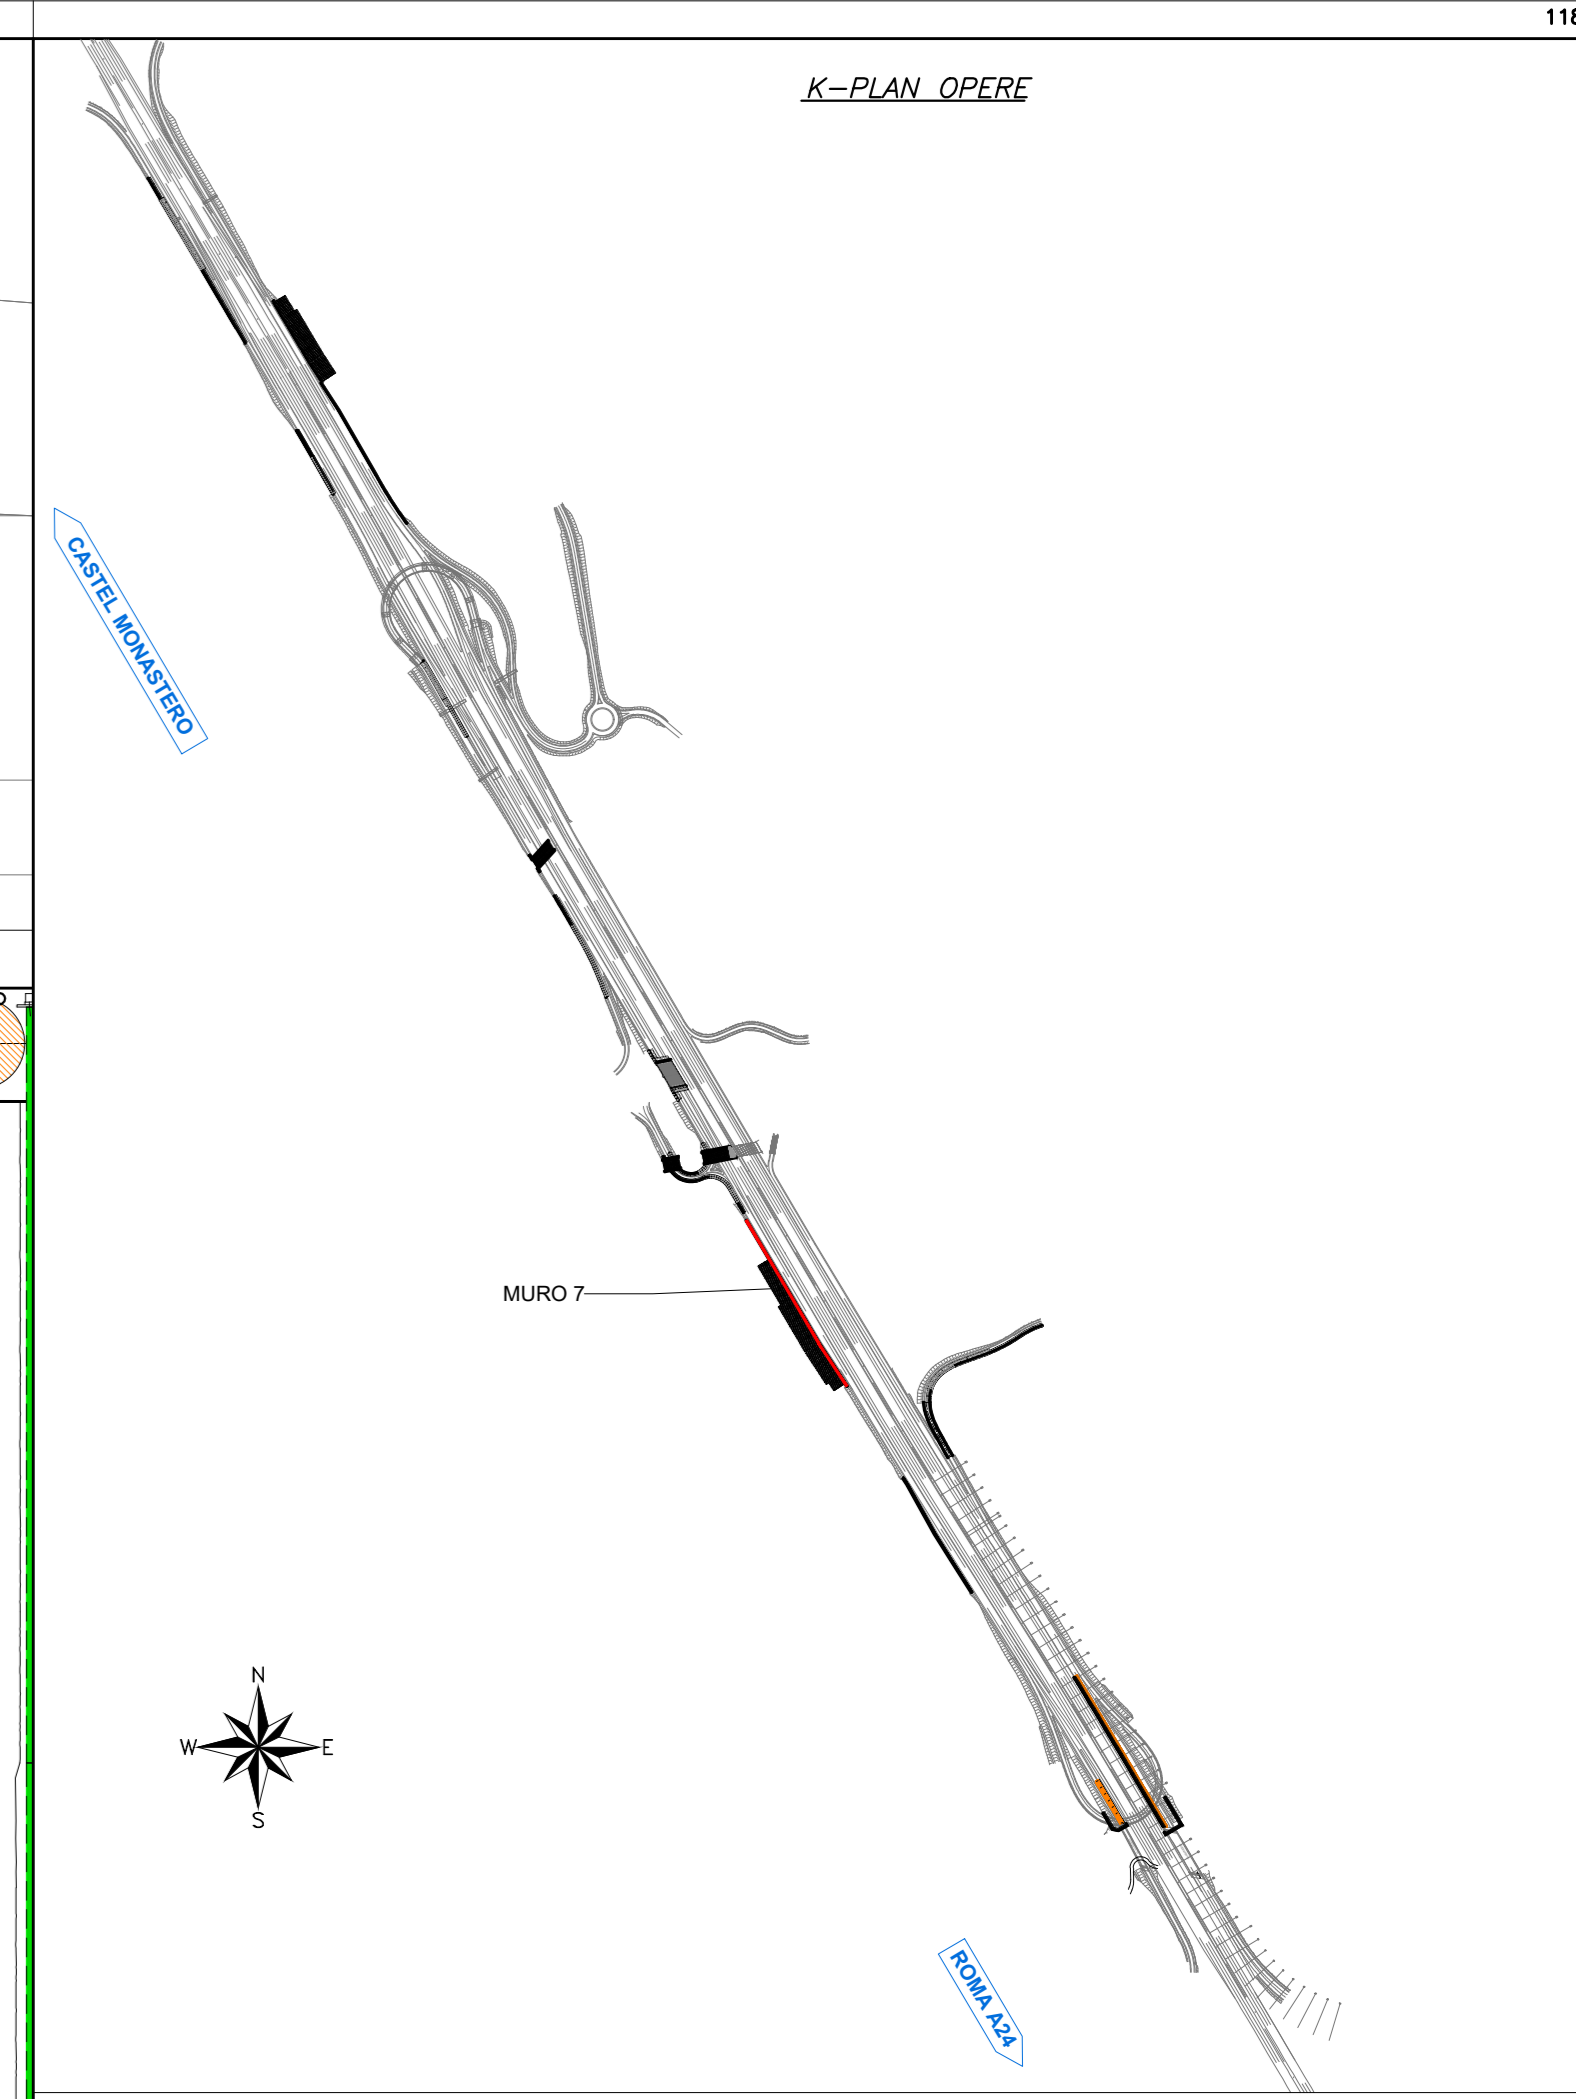 118
K-PLAN OPERE
CASTEL MONASTERO
MURO 7
N
W E
S
ROMA A24